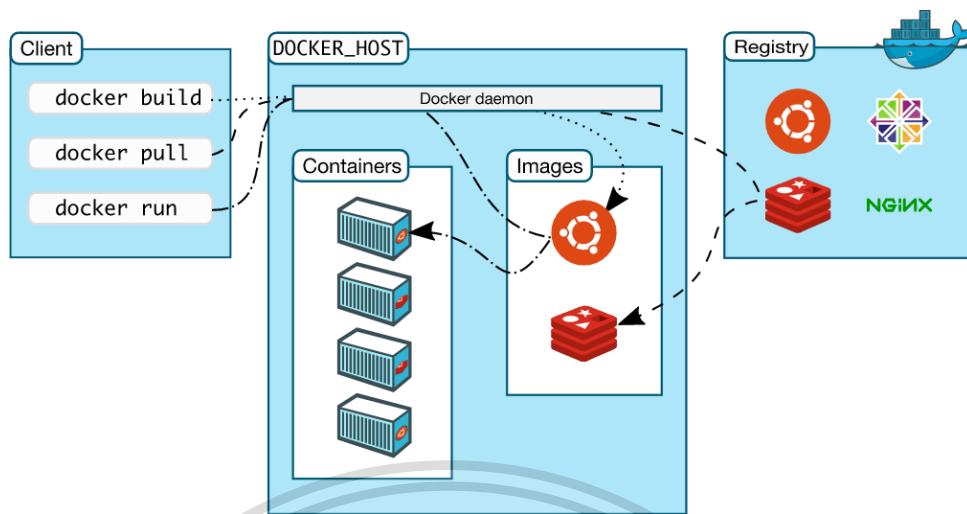 Client
docker build
docker pull
docker run
DOCKER_HOST
Docker daemon
Containers
Images
Registry
NGINX